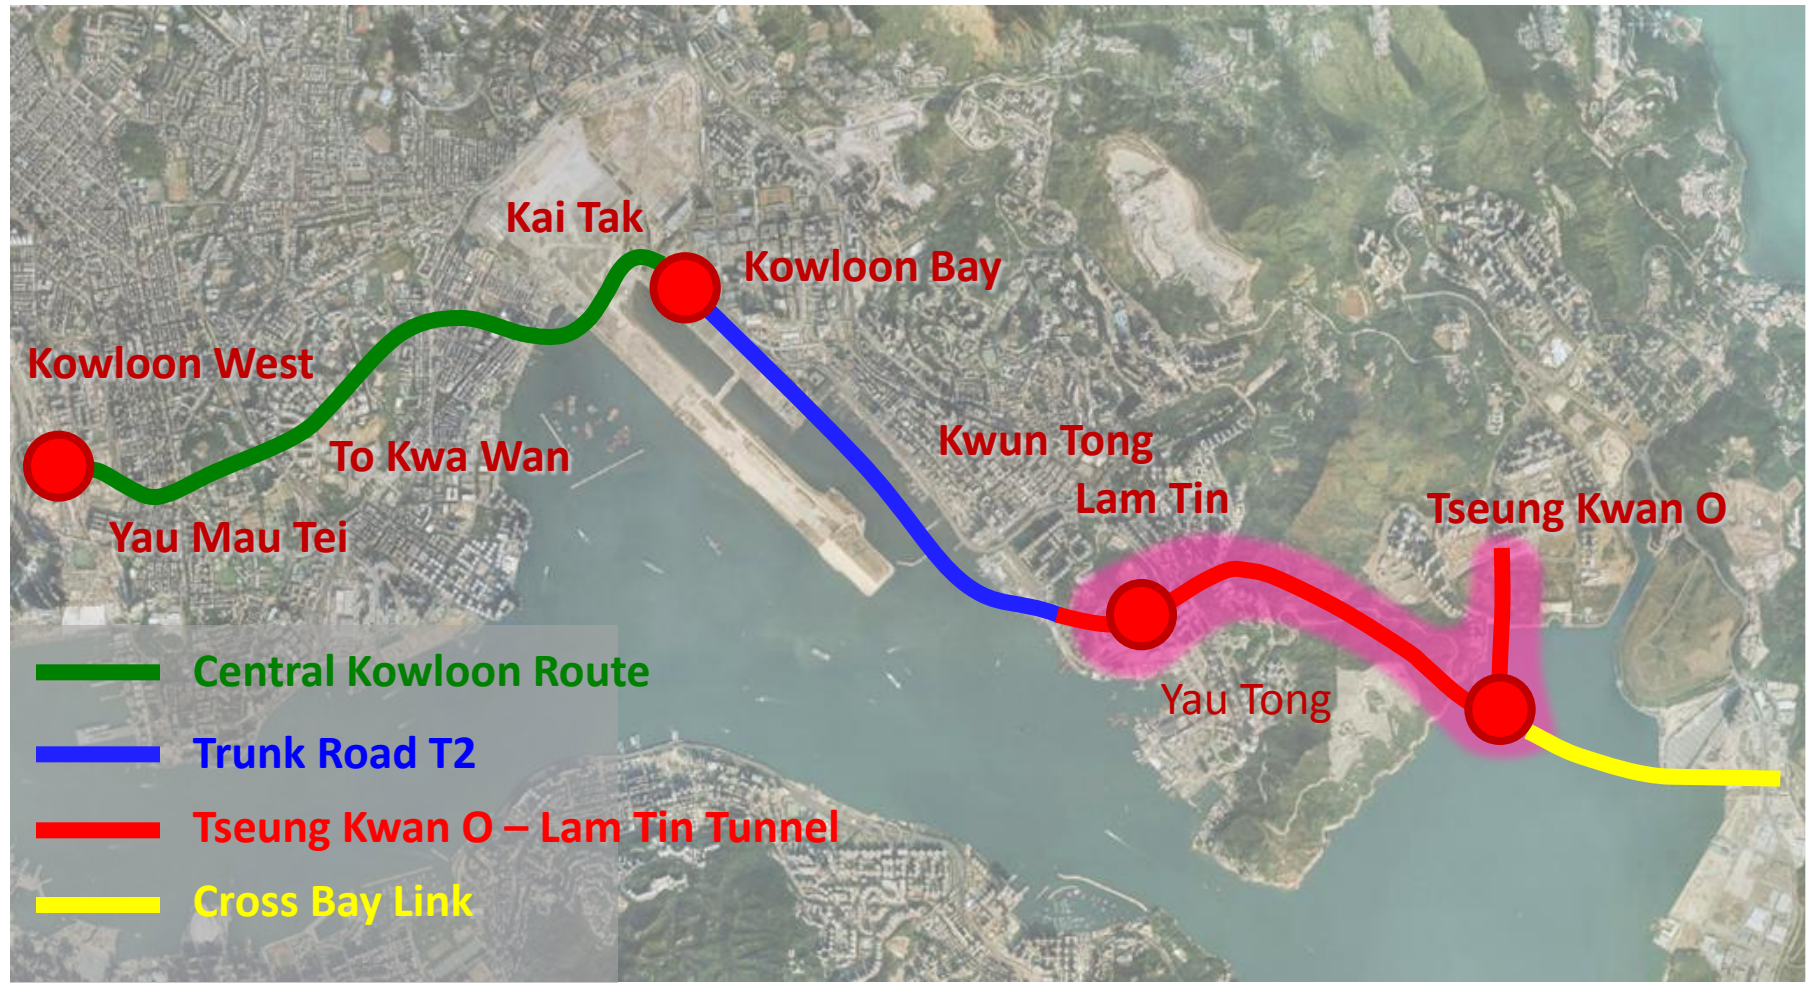 Kai Tak
Kowloon Bay
Kowloon West
To Kwa Wan
Yau Mau Tei
Kwun Tong
Lam Tin
Tseung Kwan O
Yau Tong
Central Kowloon Route
Trunk Road T2
Tseung Kwan O – Lam Tin Tunnel
Cross Bay Link